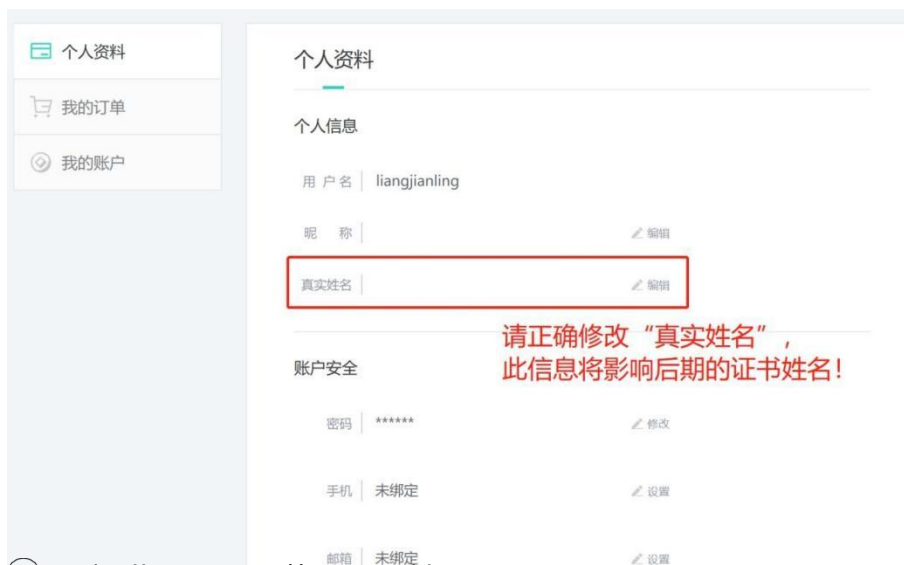 个人资料
我的订单
我的账户
个人资料
个人信息
用户名 liangjianling
昵 称 编辑
真实姓名 编辑
请正确修改“真实姓名”，
此信息将影响后期的证书姓名！
账户安全
密码 ****** 修改
手机 未绑定 设置
邮箱 未绑定 设置